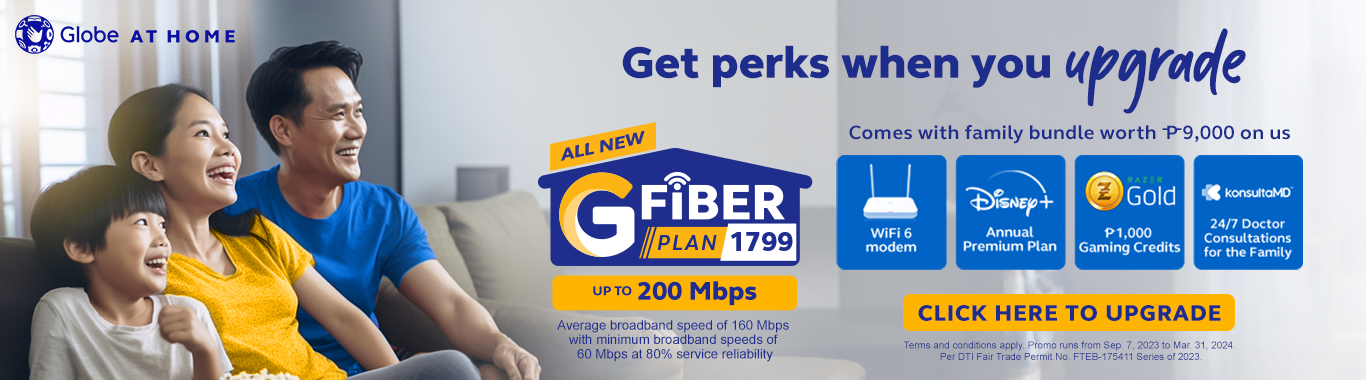 Globe AT HOME
Get perks when you upgrade
Comes with family bundle worth ₱9,000 on us
ALL NEW
GFiBER
PLAN 1799
UP TO 200 Mbps
Average broadband speed of 160 Mbps
with minimum broadband speeds of
60 Mbps at 80% service reliability
WiFi 6
modem
Disney+
Annual
Premium Plan
RAZER
Gold
₱1,000
Gaming Credits
konsultaMD
24/7 Doctor
Consultations
for the Family
CLICK HERE TO UPGRADE
Terms and conditions apply. Promo runs from Sep. 7, 2023 to Mar. 31, 2024.
Per DTI Fair Trade Permit No. FTEB-175411 Series of 2023.